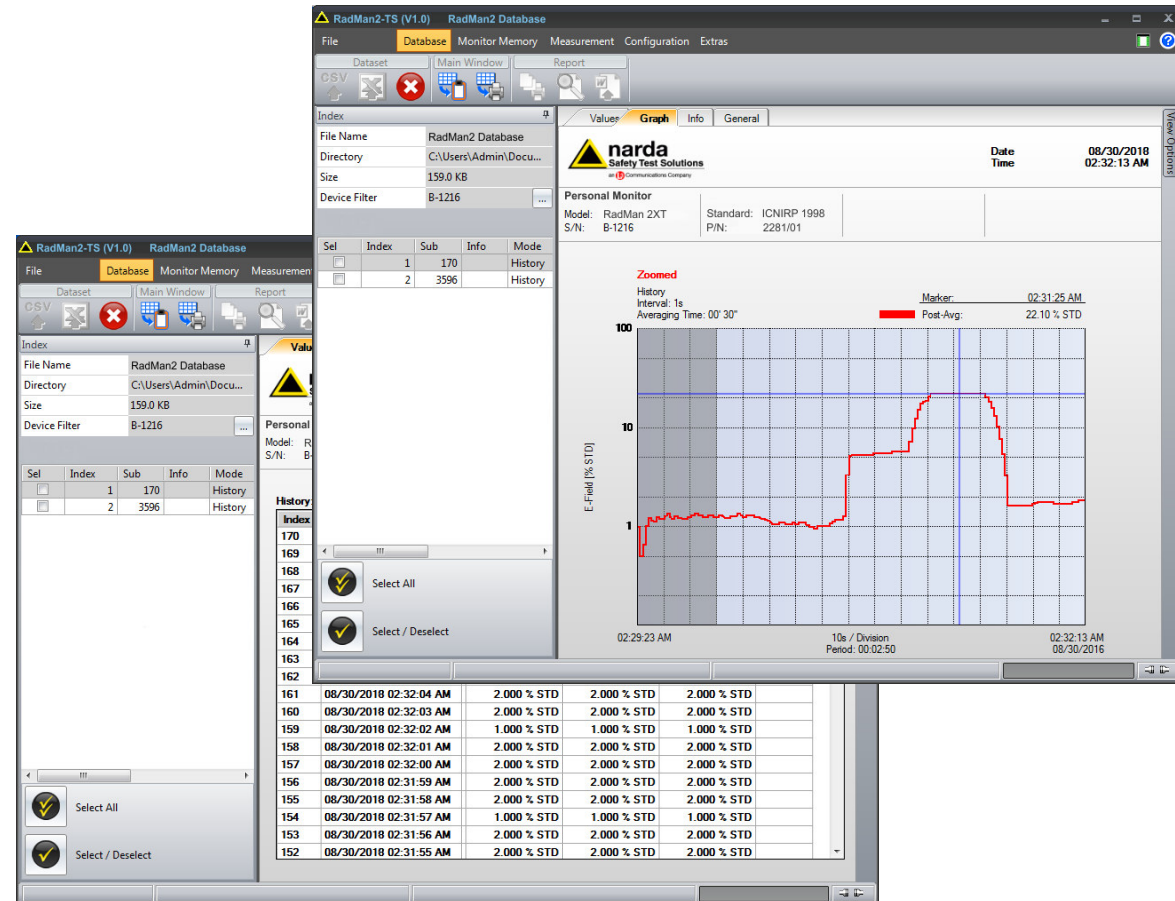 RadMan2-TS (V1.0) RadMan2 Database
File Database Monitor Memory Measurement Configuration Extras
Dataset Main Window Report
CSV
Index
File Name RadMan2 Database
Directory C:\Users\Admin\Docu...
Size 159.0 KB
Device Filter B-1216 ...
Sel Index Sub Info Mode
1 170 History
2 3596 History
Select All
Select / Deselect
Values Graph Info General
View Options
narda
Safety Test Solutions
an L3 Communications Company
Date 08/30/2018
Time 02:32:13 AM
Personal Monitor
Model: RadMan 2XT Standard: ICNIRP 1998
S/N: B-1216 P/N: 2281/01
Zoomed
History
Interval: 1s
Averaging Time: 00' 30"
Marker: 02:31:25 AM
Post-Avg: 22.10 % STD
100
10
1
E-Field [% STD]
02:29:23 AM 10s / Division 02:32:13 AM
Period: 00:02:50 08/30/2016
RadMan2-TS (V1.0) RadMan2 Database
File Database Monitor Memory Measurement
Dataset Main Window Report
CSV
Index
File Name RadMan2 Database
Directory C:\Users\Admin\Docu...
Size 159.0 KB
Device Filter B-1216 ...
Sel Index Sub Info Mode
1 170 History
2 3596 History
Select All
Select / Deselect
Valu
Personal
Model: R
S/N: B-
History:
Index
170
169
168
167
166
165
164
163
162
161 08/30/2018 02:32:04 AM 2.000 % STD 2.000 % STD 2.000 % STD
160 08/30/2018 02:32:03 AM 2.000 % STD 2.000 % STD 2.000 % STD
159 08/30/2018 02:32:02 AM 1.000 % STD 1.000 % STD 1.000 % STD
158 08/30/2018 02:32:01 AM 2.000 % STD 2.000 % STD 2.000 % STD
157 08/30/2018 02:32:00 AM 2.000 % STD 2.000 % STD 2.000 % STD
156 08/30/2018 02:31:59 AM 2.000 % STD 2.000 % STD 2.000 % STD
155 08/30/2018 02:31:58 AM 2.000 % STD 2.000 % STD 2.000 % STD
154 08/30/2018 02:31:57 AM 1.000 % STD 1.000 % STD 1.000 % STD
153 08/30/2018 02:31:56 AM 2.000 % STD 2.000 % STD 2.000 % STD
152 08/30/2018 02:31:55 AM 2.000 % STD 2.000 % STD 2.000 % STD